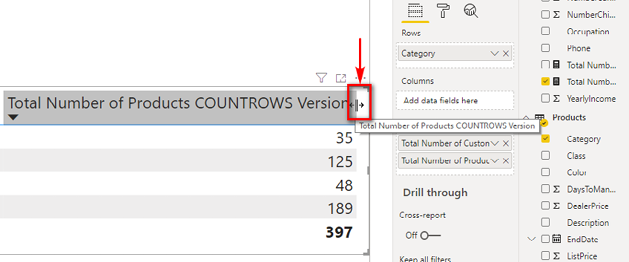 Total Number of Products COUNTROWS Version
35
125
48
189
397
Total Number of Products COUNTROWS Version
Rows
Category
Columns
Add data fields here
Total Number of Custom
Total Number of Produc
Drill through
Cross-report
Off
Keep all filters
NumberChi...
Occupation
Phone
Total Numb...
Total Numb...
YearlyIncome
Products
Category
Class
Color
DaysToMan...
DealerPrice
Description
EndDate
ListPrice